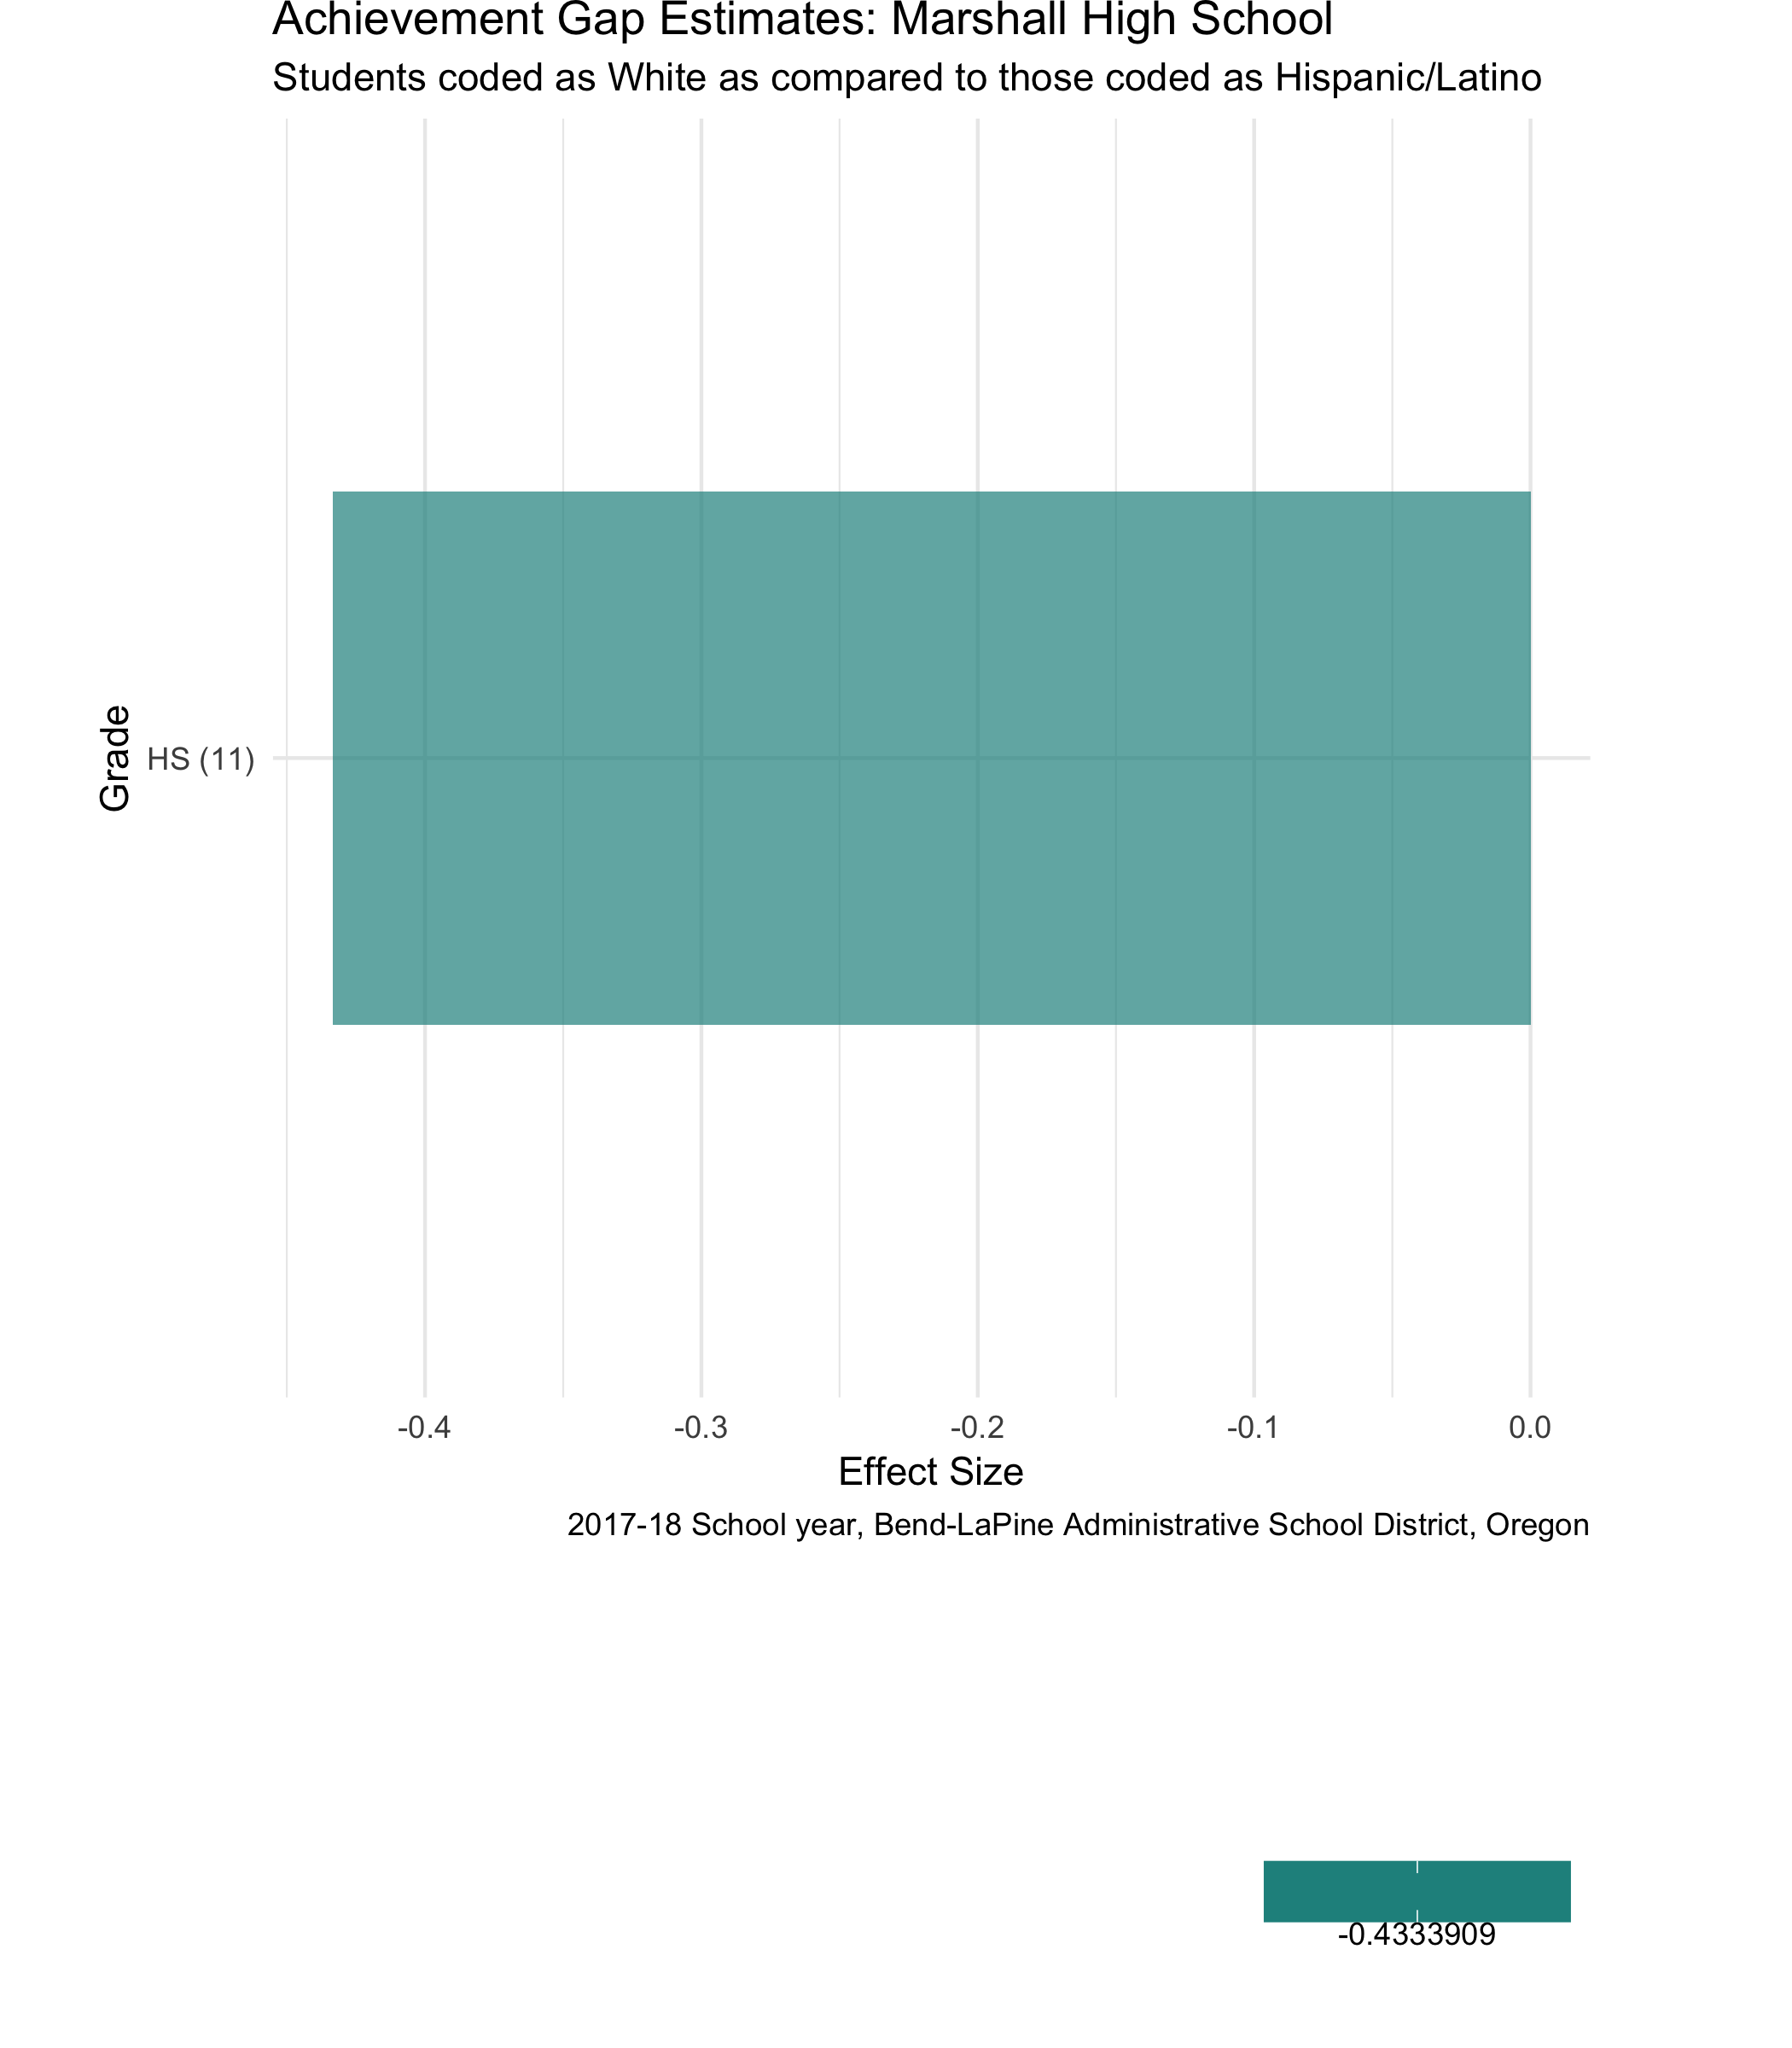 Achievement Gap Estimates: Marshall High School
Students coded as White as compared to those coded as Hispanic/Latino
Grade
HS (11)
-0.4 -0.3 -0.2 -0.1 0.0
Effect Size
2017-18 School year, Bend-LaPine Administrative School District, Oregon
-0.4333909